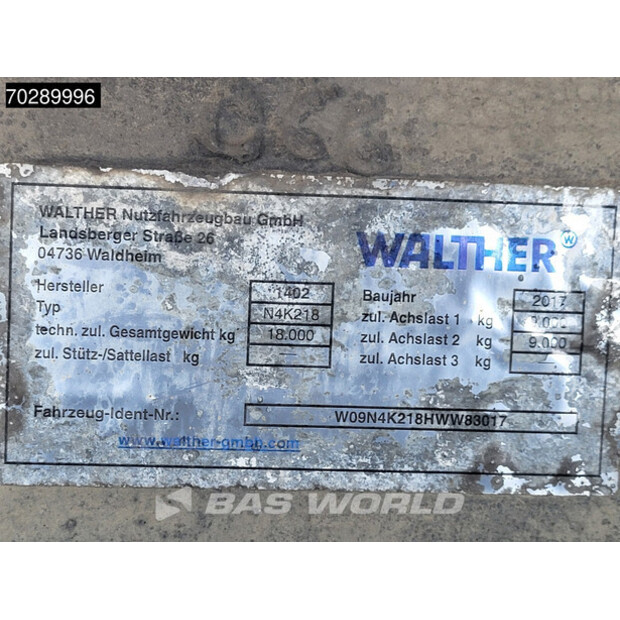 70289996
WALTHER Nutzfahrzeugbau GmbH
Landsberger Straße 26
04736 Waldheim
WALTHER
Hersteller 1402
Typ N4K218
techn. zul. Gesamtgewicht kg 18.000
zul. Stütz-/Sattellast kg —
Baujahr 2017
zul. Achslast 1 kg 9.000
zul. Achslast 2 kg 9.000
zul. Achslast 3 kg —
Fahrzeug-Ident-Nr.: W09N4K218HWW83017
www.walther-gmbh.com
BAS WORLD